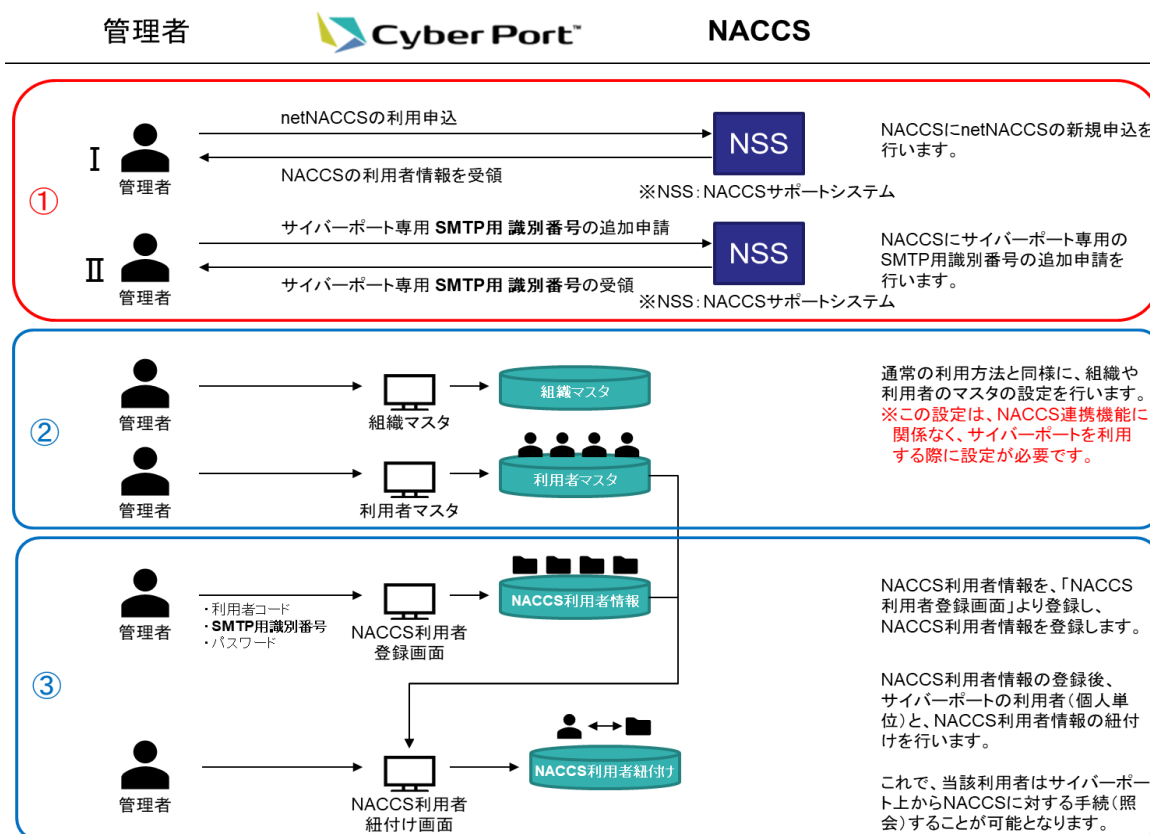 管理者
Cyber Port™
NACCS
①
Ⅰ
管理者
netNACCSの利用申込
NACCSの利用者情報を受領
NSS
※NSS：NACCSサポートシステム
NACCSにnetNACCSの新規申込を
行います。
Ⅱ
管理者
サイバーポート専用 SMTP用 識別番号の追加申請
サイバーポート専用 SMTP用 識別番号の受領
NSS
※NSS：NACCSサポートシステム
NACCSにサイバーポート専用の
SMTP用識別番号の追加申請を
行います。
②
管理者
組織マスタ
組織マスタ
管理者
利用者マスタ
利用者マスタ
通常の利用方法と同様に、組織や
利用者のマスタの設定を行います。
※この設定は、NACCS連携機能に
関係なく、サイバーポートを利用
する際に設定が必要です。
③
管理者
・利用者コード
・SMTP用識別番号
・パスワード
NACCS利用者
登録画面
NACCS利用者情報
NACCS利用者情報を、「NACCS
利用者登録画面」より登録し、
NACCS利用者情報を登録します。
管理者
NACCS利用者
紐付け画面
NACCS利用者紐付け
NACCS利用者情報の登録後、
サイバーポートの利用者（個人単
位）と、NACCS利用者情報の紐付
けを行います。
これで、当該利用者はサイバーポー
ト上からNACCSに対する手続（照
会）することが可能となります。